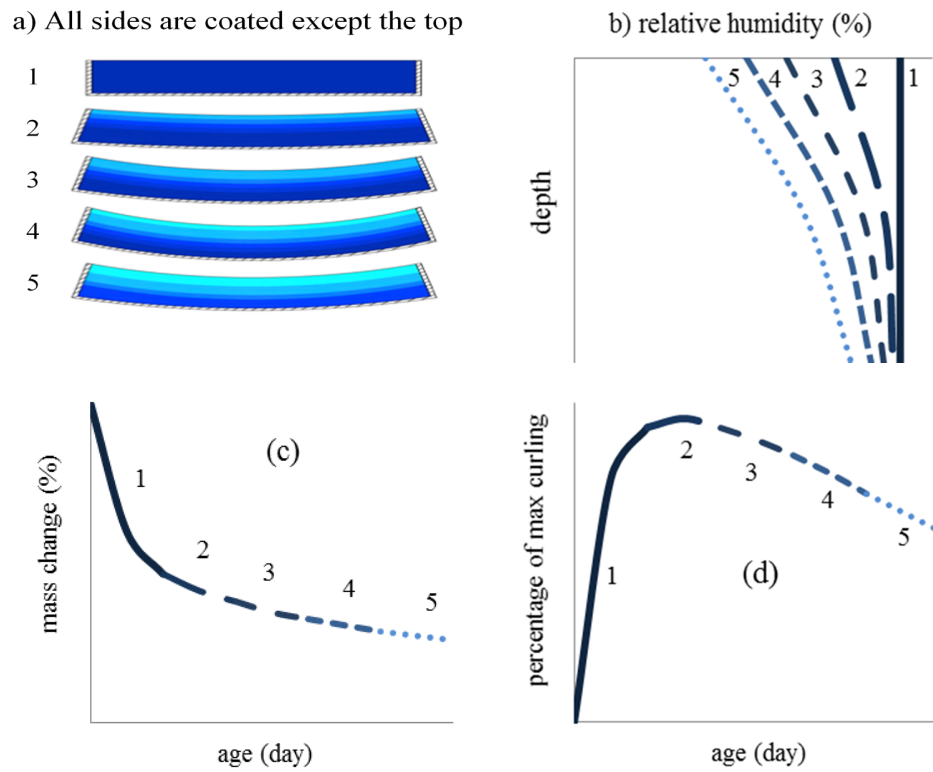 a) All sides are coated except the top
1
2
3
4
5
b) relative humidity (%)
5 4 3 2 1
depth
(c)
1
2
3
4
5
mass change (%)
age (day)
(d)
1
2
3
4
5
percentage of max curling
age (day)